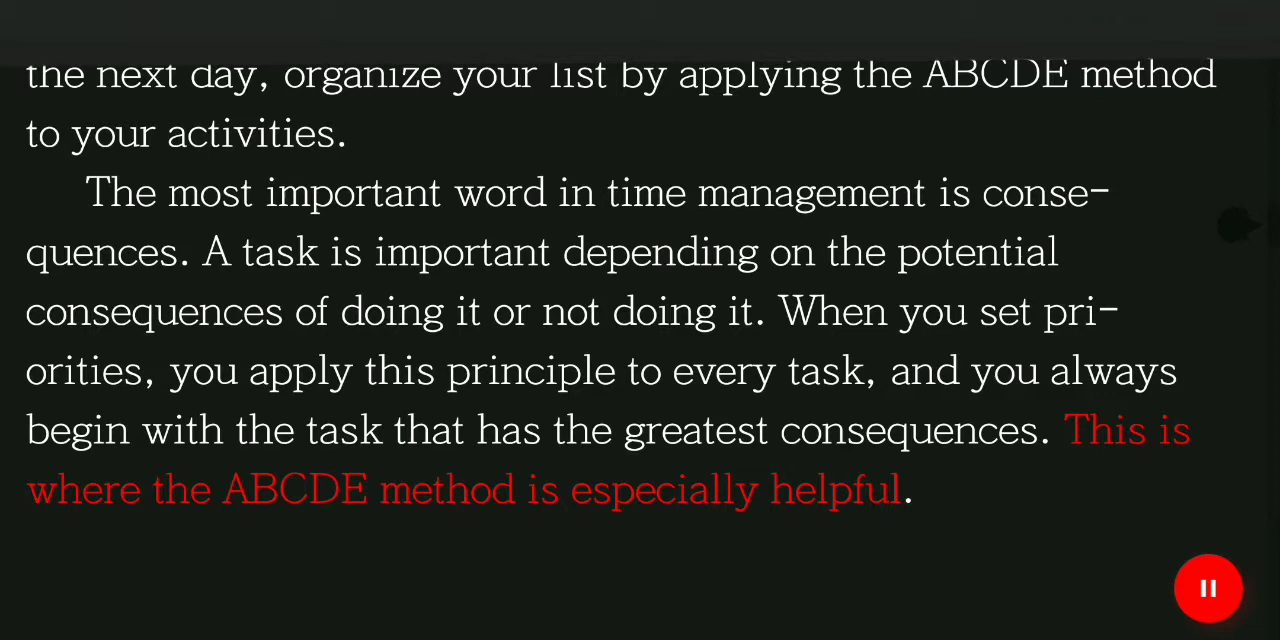 the next day, organize your list by applying the ABCDE method
to your activities.
The most important word in time management is conse-
quences. A task is important depending on the potential
consequences of doing it or not doing it. When you set pri-
orities, you apply this principle to every task, and you always
begin with the task that has the greatest consequences. This is
where the ABCDE method is especially helpful.